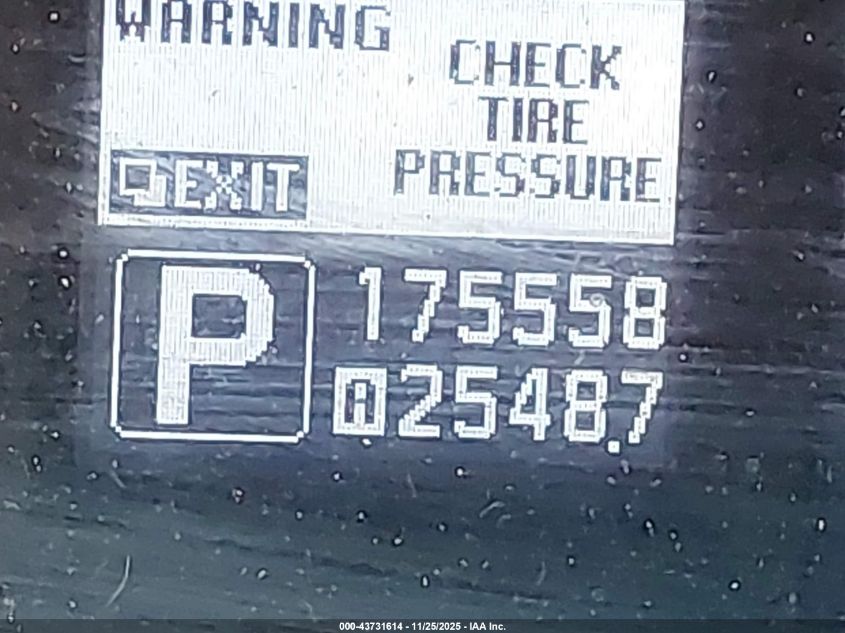 WARNING
CHECK
TIRE
PRESSURE
EXIT
P
175558
A 2548.7
000-43731614 - 11/25/2025 - IAA Inc.